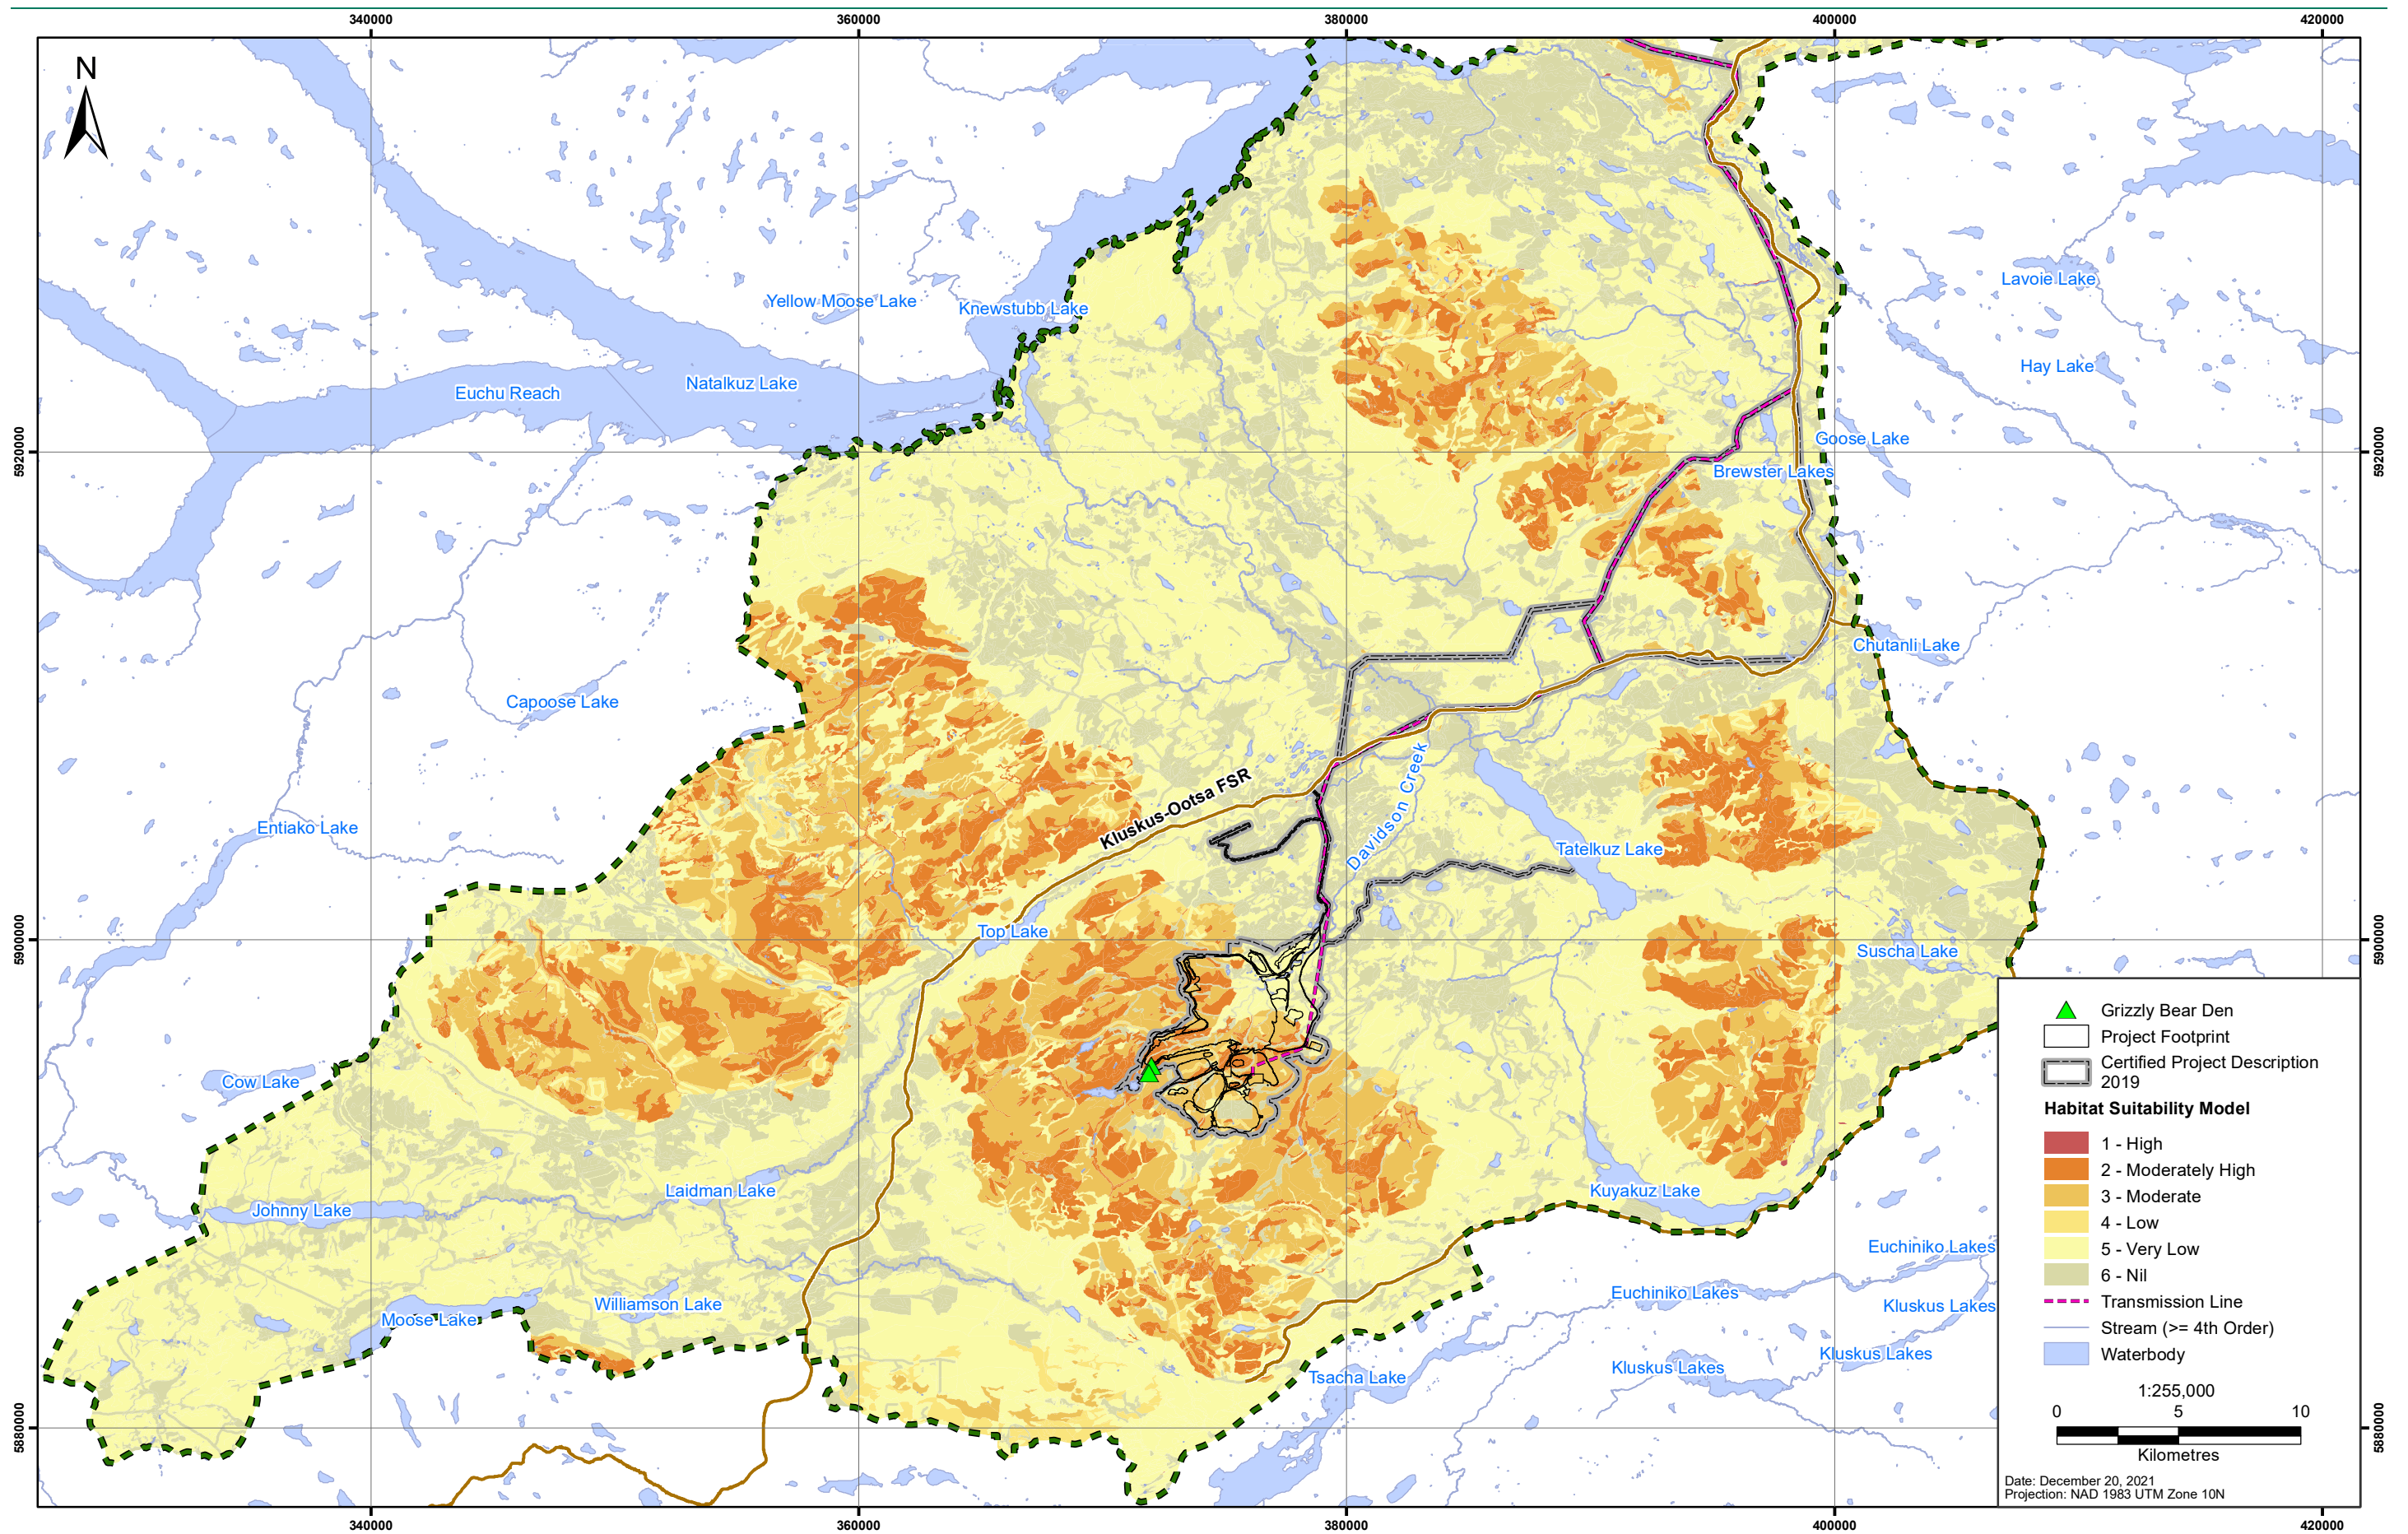 340000
360000
380000
400000
420000
N
Lavoie Lake
Yellow Moose Lake
Knewstubb Lake
Hay Lake
Natalkuz Lake
Euchu Reach
5920000
5920000
Goose Lake
Brewster Lakes
Chutanli Lake
Capoose Lake
Kluskus-Ootsa FSR
Davidson Creek
Entiako Lake
Tatelkuz Lake
Top Lake
5900000
5900000
Suscha Lake
Cow Lake
Laidman Lake
Kuyakuz Lake
Johnny Lake
Euchiniko Lakes
Euchiniko Lakes
Williamson Lake
Kluskus Lakes
Moose Lake
Kluskus Lakes
Kluskus Lakes
Tsacha Lake
5880000
5880000
Grizzly Bear Den
Project Footprint
Certified Project Description
2019
Habitat Suitability Model
1 - High
2 - Moderately High
3 - Moderate
4 - Low
5 - Very Low
6 - Nil
Transmission Line
Stream (>= 4th Order)
Waterbody
1:255,000
0 5 10
Kilometres
Date: December 20, 2021
Projection: NAD 1983 UTM Zone 10N
340000
360000
380000
400000
420000